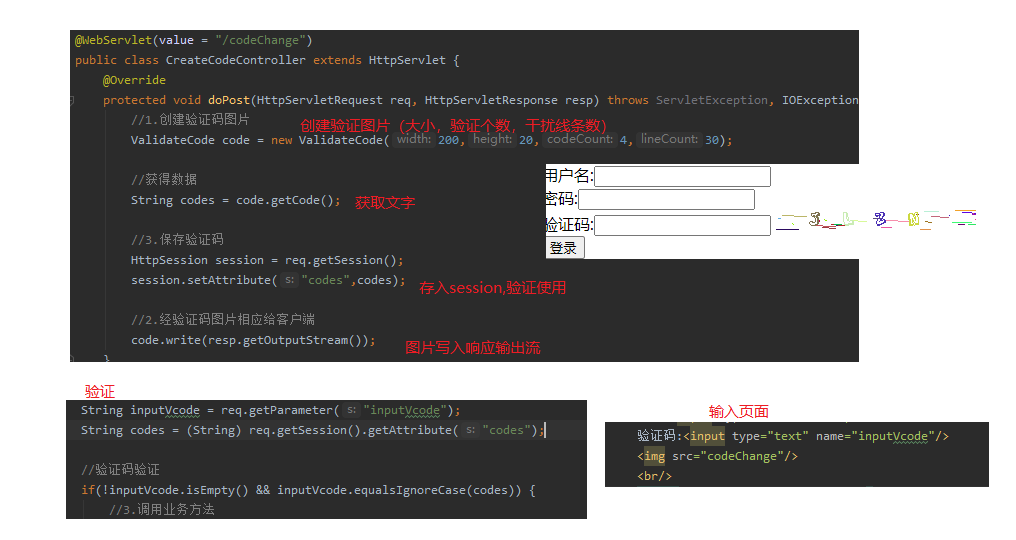 @WebServlet(value = "/codeChange")
public class CreateCodeController extends HttpServlet {
@Override
protected void doPost(HttpServletRequest req, HttpServletResponse resp) throws ServletException, IOException
//1.创建验证码图片
创建验证图片（大小，验证个数，干扰线条数）
ValidateCode code = new ValidateCode( width: 200, height: 20, codeCount: 4, lineCount: 30);
//获得数据
String codes = code.getCode();
获取文字
//3.保存验证码
HttpSession session = req.getSession();
session.setAttribute( s: "codes",codes);
存入session,验证使用
//2.经验证码图片相应给客户端
code.write(resp.getOutputStream());
图片写入响应输出流
}
用户名:
密码:
验证码:
登录
验证
String inputVcode = req.getParameter( s: "inputVcode");
String codes = (String) req.getSession().getAttribute( s: "codes");
//验证码验证
if(!inputVcode.isEmpty() && inputVcode.equalsIgnoreCase(codes)) {
//3.调用业务方法
输入页面
验证码:<input type="text" name="inputVcode"/>
<img src="codeChange"/>
<br/>